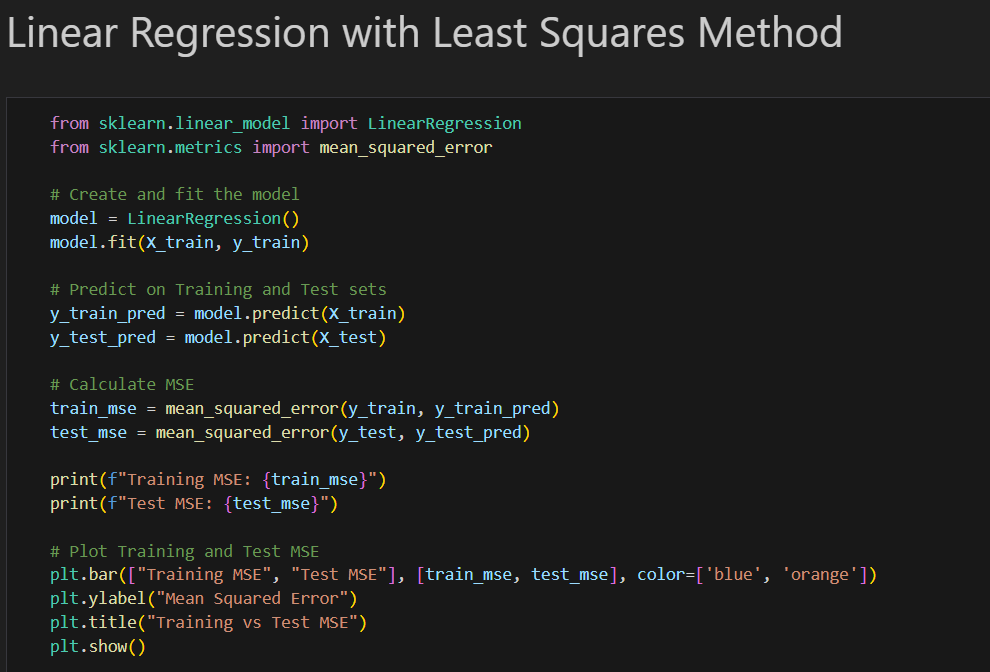 Linear Regression with Least Squares Method
from sklearn.linear_model import LinearRegression
from sklearn.metrics import mean_squared_error
# Create and fit the model
model = LinearRegression()
model.fit(X_train, y_train)
# Predict on Training and Test sets
y_train_pred = model.predict(X_train)
y_test_pred = model.predict(X_test)
# Calculate MSE
train_mse = mean_squared_error(y_train, y_train_pred)
test_mse = mean_squared_error(y_test, y_test_pred)
print(f"Training MSE: {train_mse}")
print(f"Test MSE: {test_mse}")
# Plot Training and Test MSE
plt.bar(["Training MSE", "Test MSE"], [train_mse, test_mse], color=['blue', 'orange'])
plt.ylabel("Mean Squared Error")
plt.title("Training vs Test MSE")
plt.show()